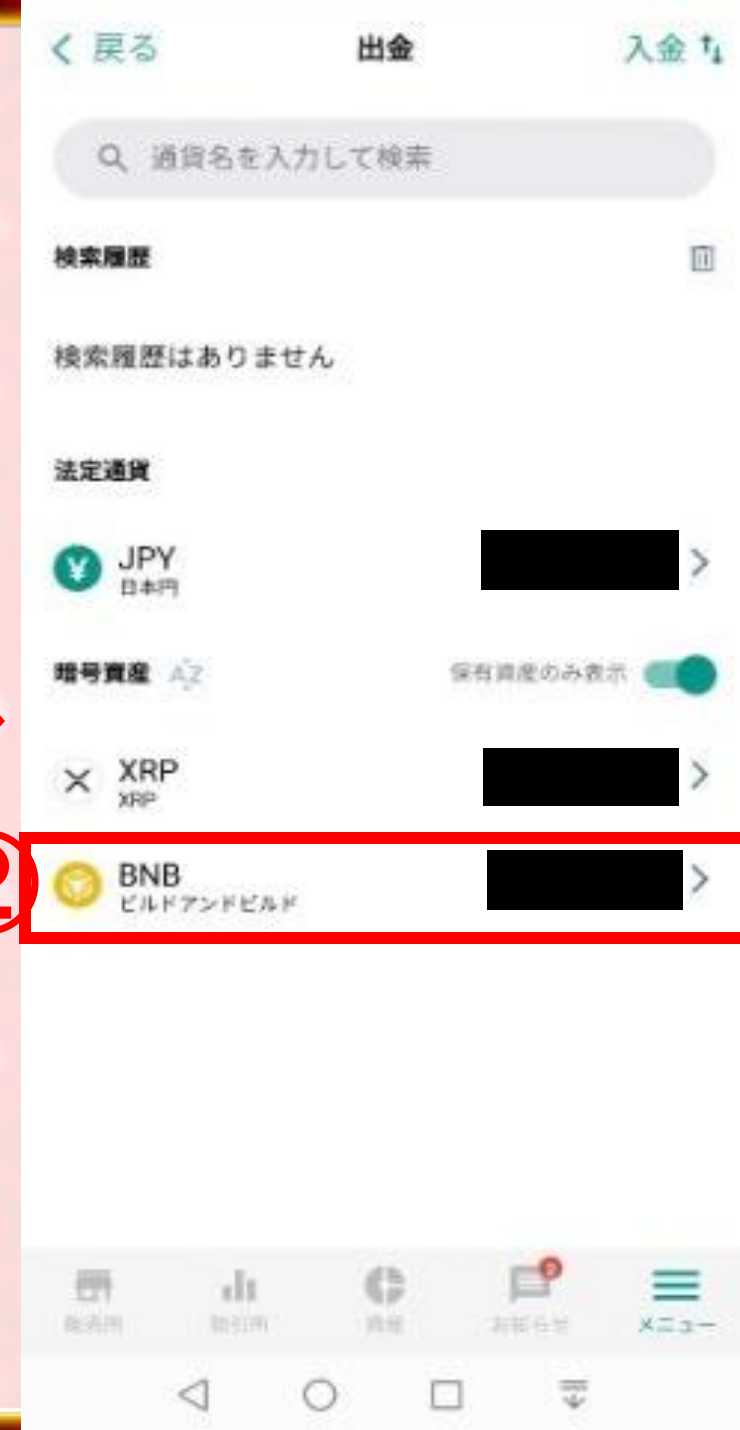 戻る 出金 入金
通貨名を入力して検索
検索履歴
検索履歴はありません
法定通貨
¥ JPY
日本円
暗号資産 AZ 保有資産のみ表示
XRP
XRP
② BNB
ビルドアンドビルド
販売所 取引所 資産 お知らせ メニュー